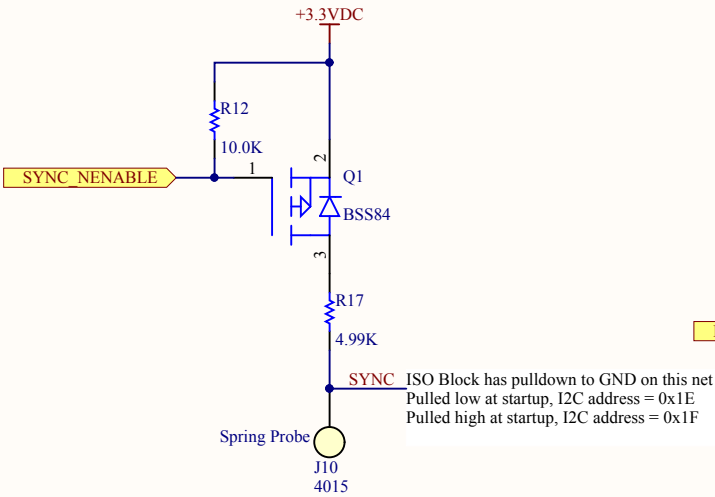 +3.3VDC
R12
10.0K
SYNC_NENABLE
1
2
Q1
BSS84
3
R17
4.99K
SYNC
ISO Block has pulldown to GND on this net
Pulled low at startup, I2C address = 0x1E
Pulled high at startup, I2C address = 0x1F
Spring Probe
J10
4015